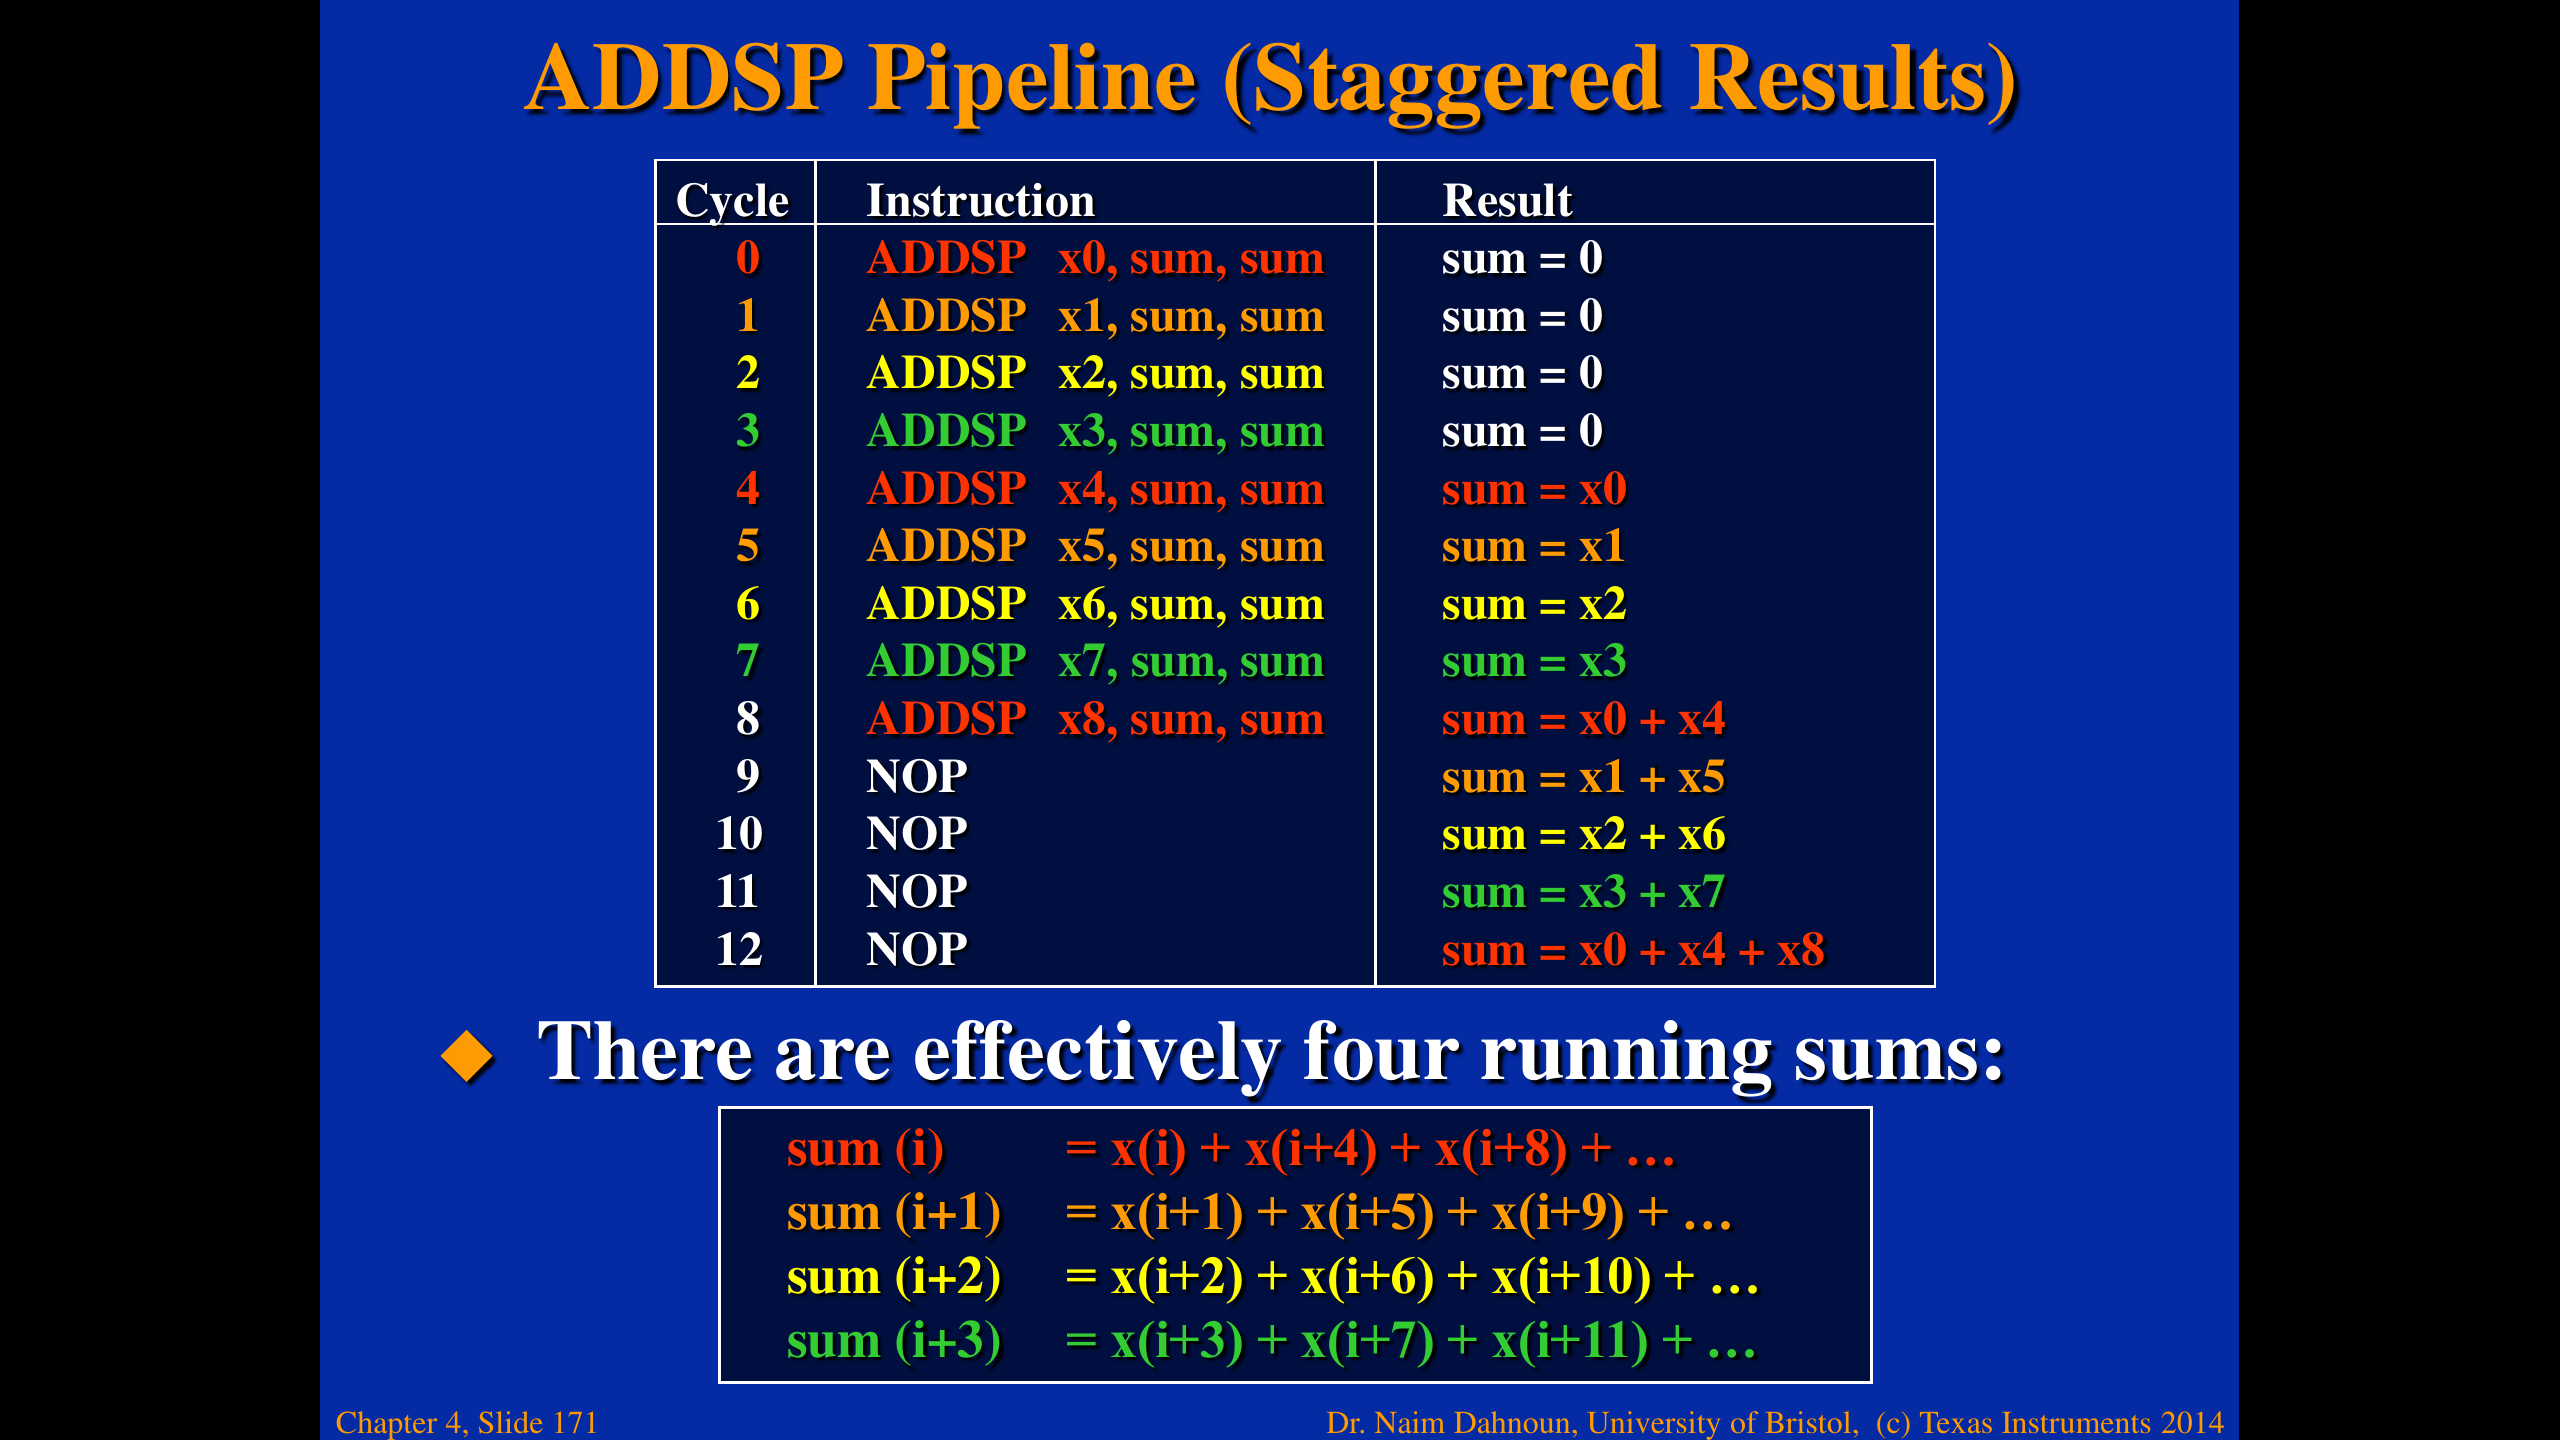 ADDSP Pipeline (Staggered Results)
Cycle Instruction Result
0 ADDSP x0, sum, sum sum = 0
1 ADDSP x1, sum, sum sum = 0
2 ADDSP x2, sum, sum sum = 0
3 ADDSP x3, sum, sum sum = 0
4 ADDSP x4, sum, sum sum = x0
5 ADDSP x5, sum, sum sum = x1
6 ADDSP x6, sum, sum sum = x2
7 ADDSP x7, sum, sum sum = x3
8 ADDSP x8, sum, sum sum = x0 + x4
9 NOP sum = x1 + x5
10 NOP sum = x2 + x6
11 NOP sum = x3 + x7
12 NOP sum = x0 + x4 + x8
◆ There are effectively four running sums:
sum (i) = x(i) + x(i+4) + x(i+8) + …
sum (i+1) = x(i+1) + x(i+5) + x(i+9) + …
sum (i+2) = x(i+2) + x(i+6) + x(i+10) + …
sum (i+3) = x(i+3) + x(i+7) + x(i+11) + …
Chapter 4, Slide 171 Dr. Naim Dahnoun, University of Bristol, (c) Texas Instruments 2014